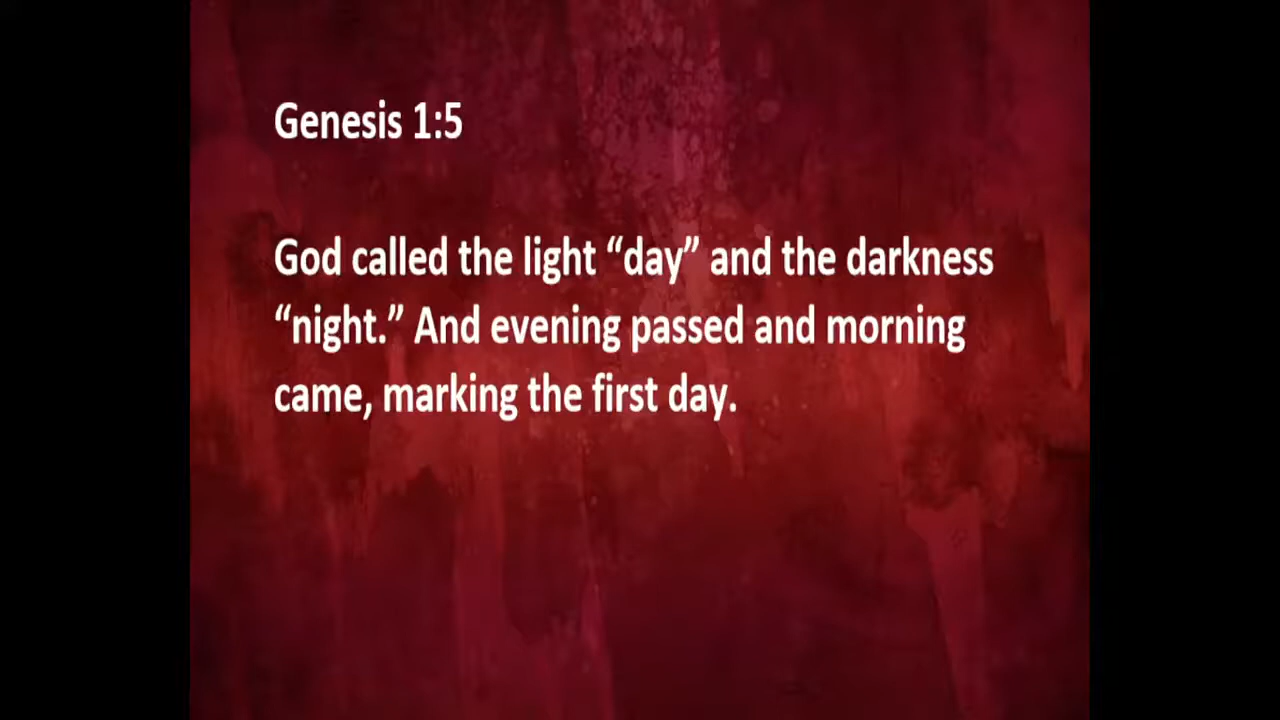 Genesis 1:5
God called the light “day” and the darkness
“night.” And evening passed and morning
came, marking the first day.